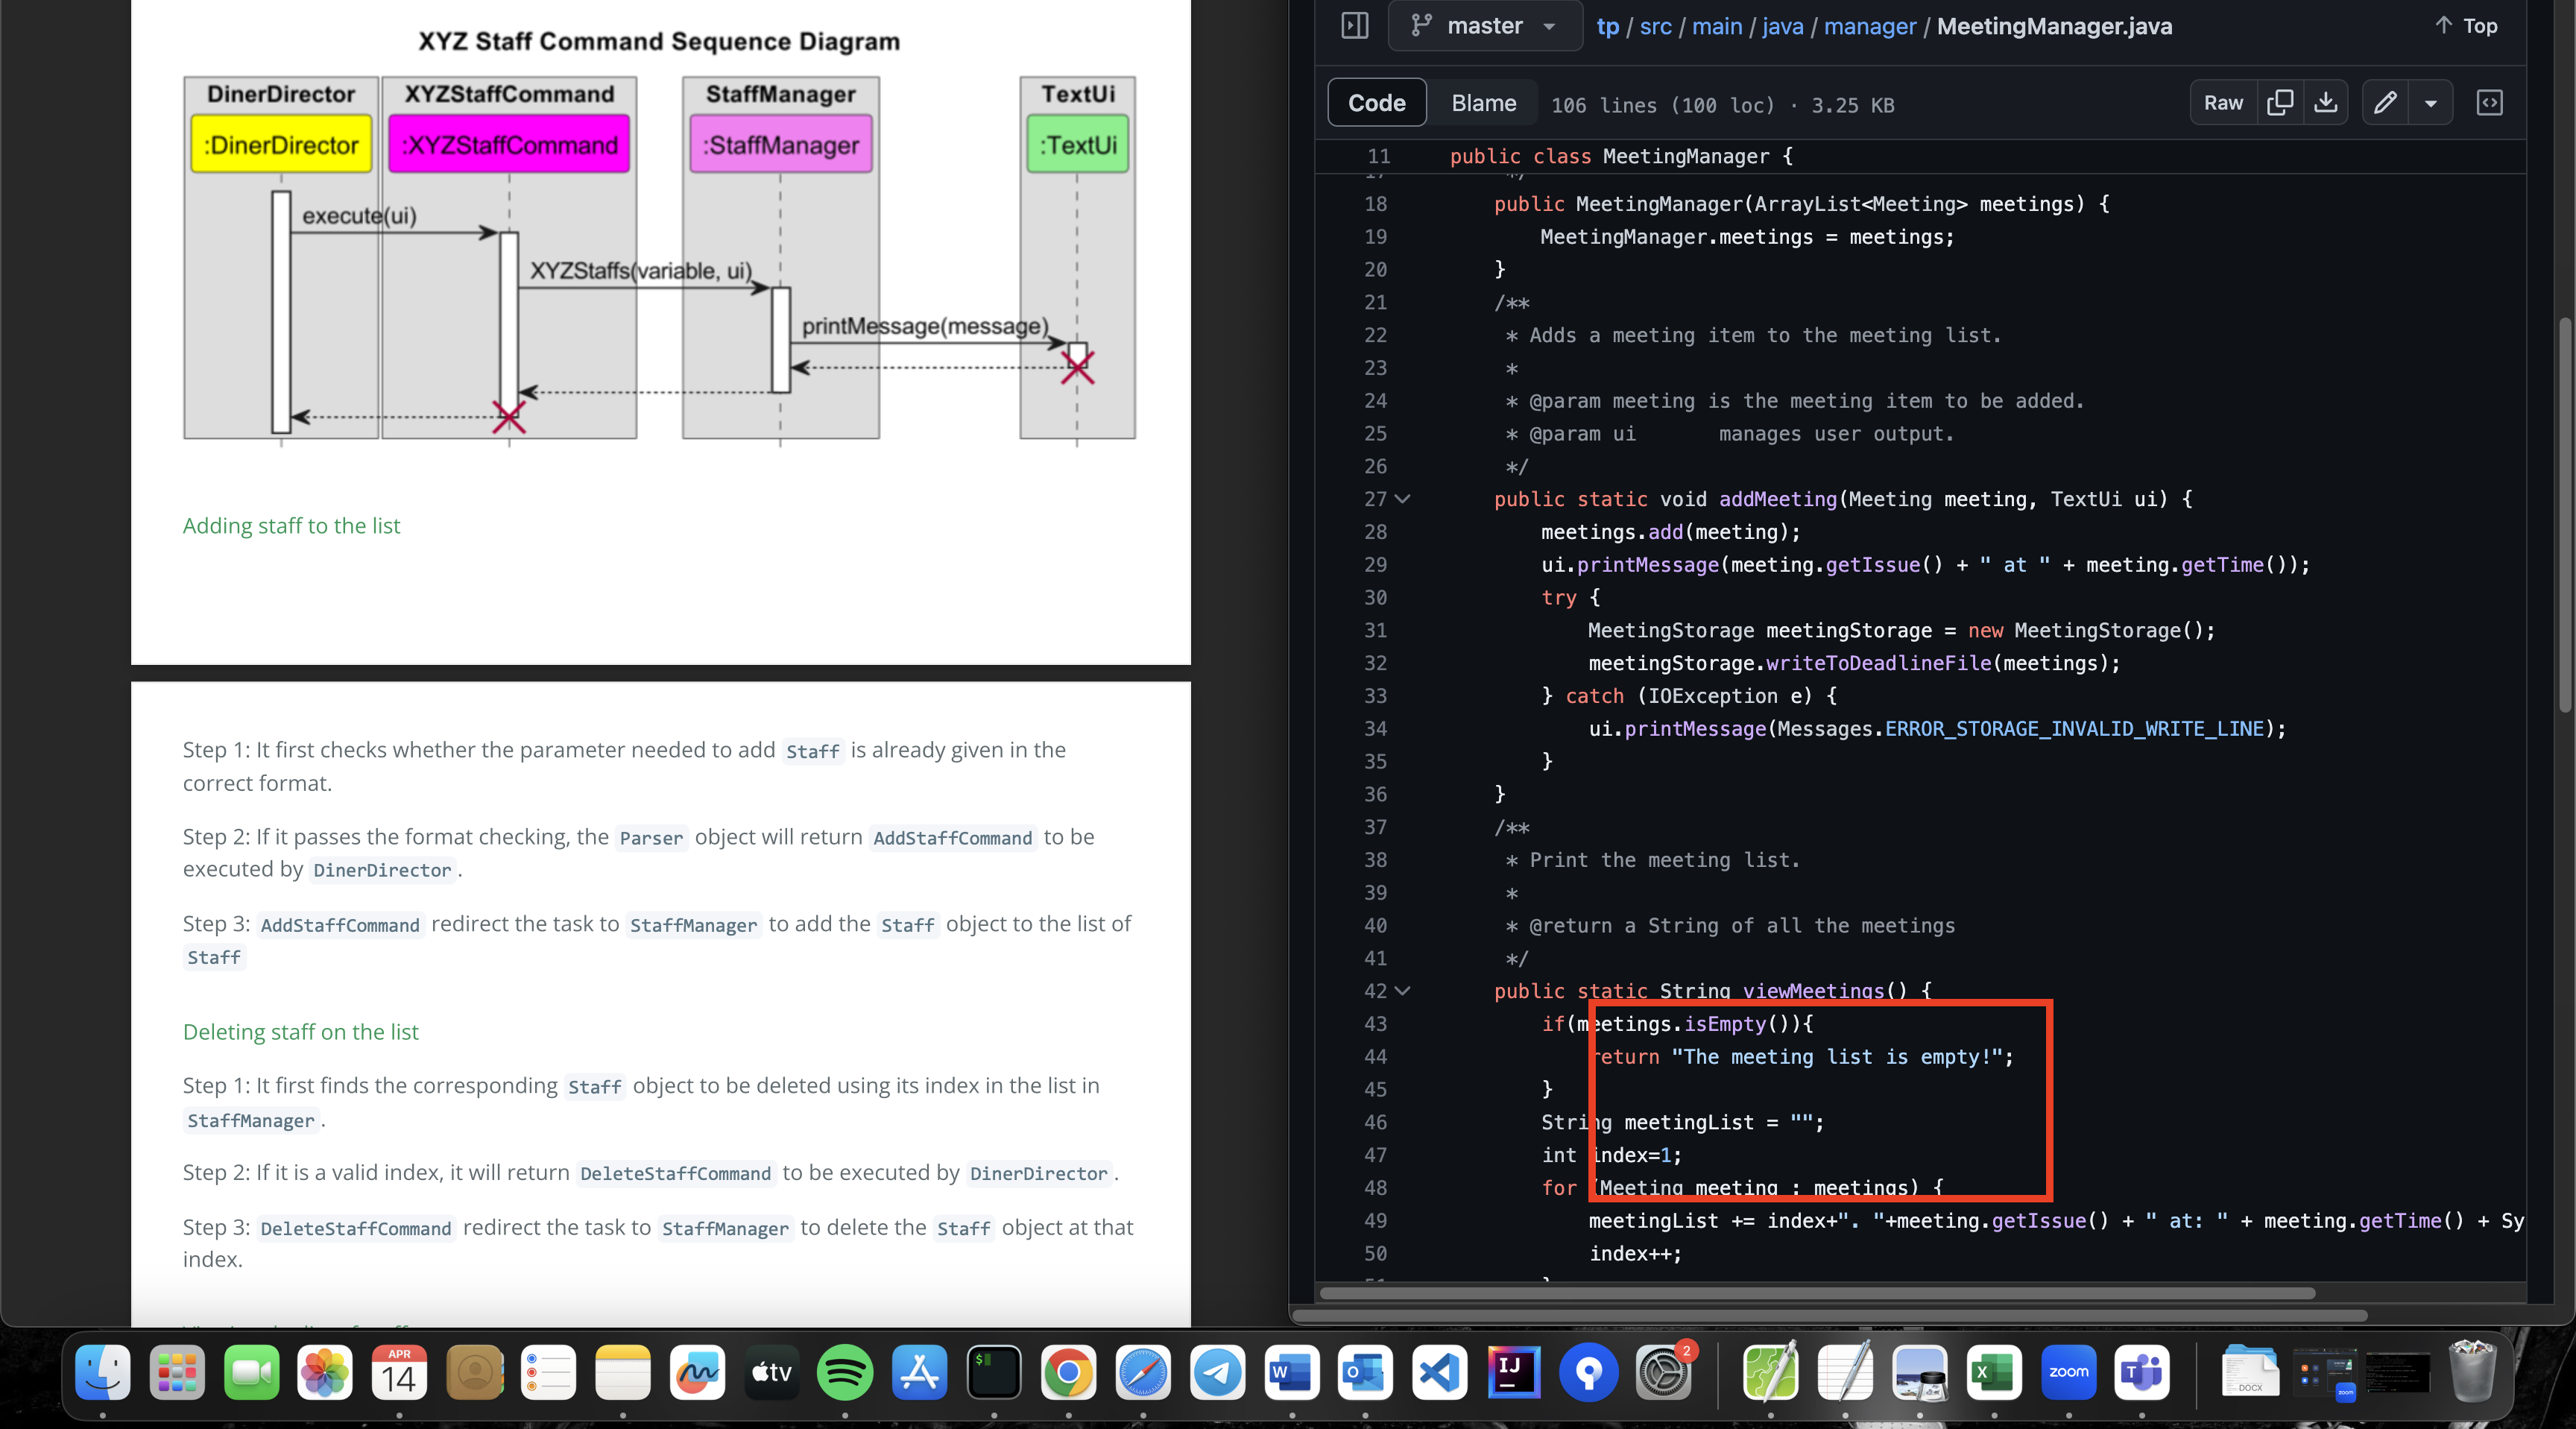 XYZ Staff Command Sequence Diagram
DinerDirector XYZStaffCommand StaffManager TextUi
:DinerDirector :XYZStaffCommand :StaffManager :TextUi
execute(ui)
XYZStaffs(variable, ui)
printMessage(message)
Adding staff to the list
Step 1: It first checks whether the parameter needed to add Staff is already given in the
correct format.
Step 2: If it passes the format checking, the Parser object will return AddStaffCommand to be
executed by DinerDirector.
Step 3: AddStaffCommand redirect the task to StaffManager to add the Staff object to the list of
Staff
Deleting staff on the list
Step 1: It first finds the corresponding Staff object to be deleted using its index in the list in
StaffManager.
Step 2: If it is a valid index, it will return DeleteStaffCommand to be executed by DinerDirector.
Step 3: DeleteStaffCommand redirect the task to StaffManager to delete the Staff object at that
index.
master tp / src / main / java / manager / MeetingManager.java Top
Code Blame 106 lines (100 loc) · 3.25 KB Raw
11 public class MeetingManager {
17 */
18 public MeetingManager(ArrayList<Meeting> meetings) {
19 MeetingManager.meetings = meetings;
20 }
21 /**
22 * Adds a meeting item to the meeting list.
23 *
24 * @param meeting is the meeting item to be added.
25 * @param ui manages user output.
26 */
27 public static void addMeeting(Meeting meeting, TextUi ui) {
28 meetings.add(meeting);
29 ui.printMessage(meeting.getIssue() + " at " + meeting.getTime());
30 try {
31 MeetingStorage meetingStorage = new MeetingStorage();
32 meetingStorage.writeToDeadlineFile(meetings);
33 } catch (IOException e) {
34 ui.printMessage(Messages.ERROR_STORAGE_INVALID_WRITE_LINE);
35 }
36 }
37 /**
38 * Print the meeting list.
39 *
40 * @return a String of all the meetings
41 */
42 public static String viewMeetings() {
43 if(meetings.isEmpty()){
44 return "The meeting list is empty!";
45 }
46 String meetingList = "";
47 int index=1;
48 for (Meeting meeting : meetings) {
49 meetingList += index+". "+meeting.getIssue() + " at: " + meeting.getTime() + Sy
50 index++;
51 }
APR
14
tv
$
W
O
IJ
2
X
zoom
T
DOCX
zoom